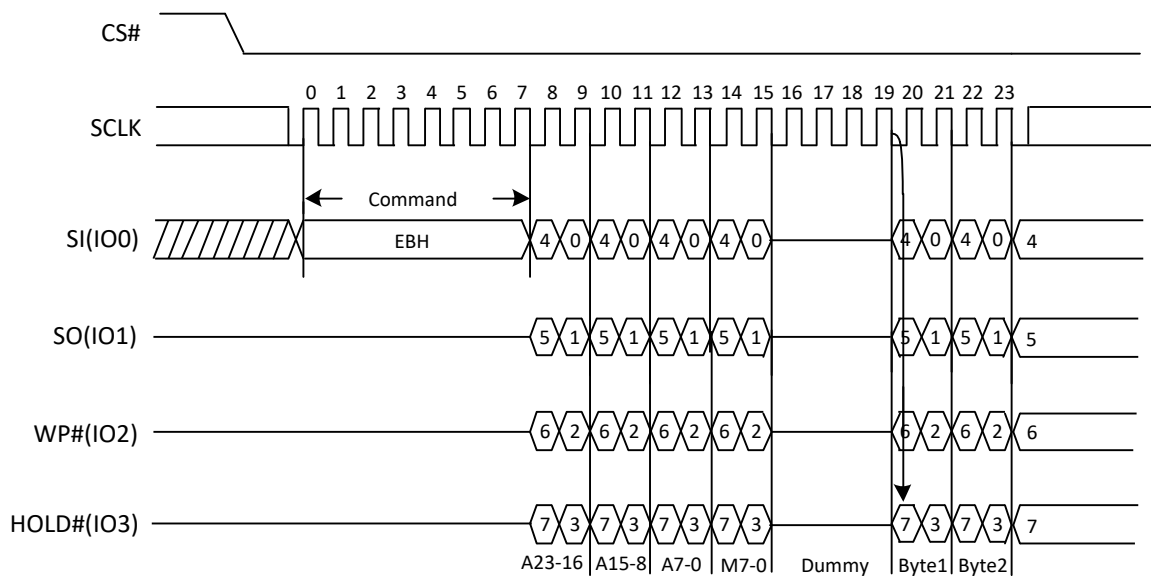 CS#
0 1 2 3 4 5 6 7 8 9 10 11 12 13 14 15 16 17 18 19 20 21 22 23
SCLK
Command
SI(IO0) EBH 4 0 4 0 4 0 4 0 4 0 4 0 4
SO(IO1) 5 1 5 1 5 1 5 1 5 1 5 1 5
WP#(IO2) 6 2 6 2 6 2 6 2 6 2 6 2 6
HOLD#(IO3) 7 3 7 3 7 3 7 3 7 3 7 3 7
A23-16 A15-8 A7-0 M7-0 Dummy Byte1 Byte2